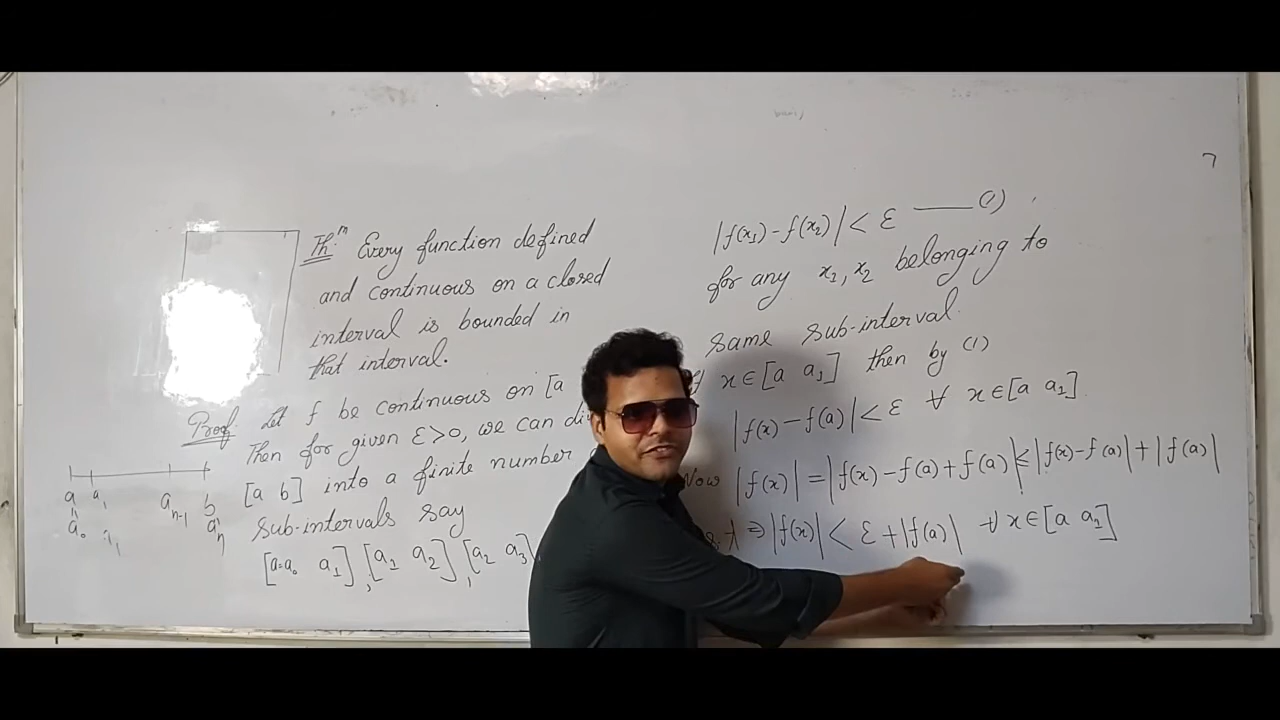 Thm: Every function defined
and continuous on a closed
interval is bounded in
that interval.
Proof: Let f be continuous on [a
Then for given ε>0, we can di
[a b] into a finite number
sub-intervals say
[a=a₀ a₁], [a₁ a₂], [a₂ a₃]
a a₁ aₙ₋₁ b
a₀ aₙ
|f(x₁)-f(x₂)| < ε —— (1)
for any x₁, x₂ belonging to
same sub-interval.
x∈[a a₁] then by (1)
|f(x)-f(a)| < ε ∀ x∈[a a₁].
Now |f(x)| = |f(x)-f(a)+f(a)| ≤ |f(x)-f(a)|+|f(a)|
⇒ |f(x)| < ε+|f(a)| ∀ x∈[a a₁]